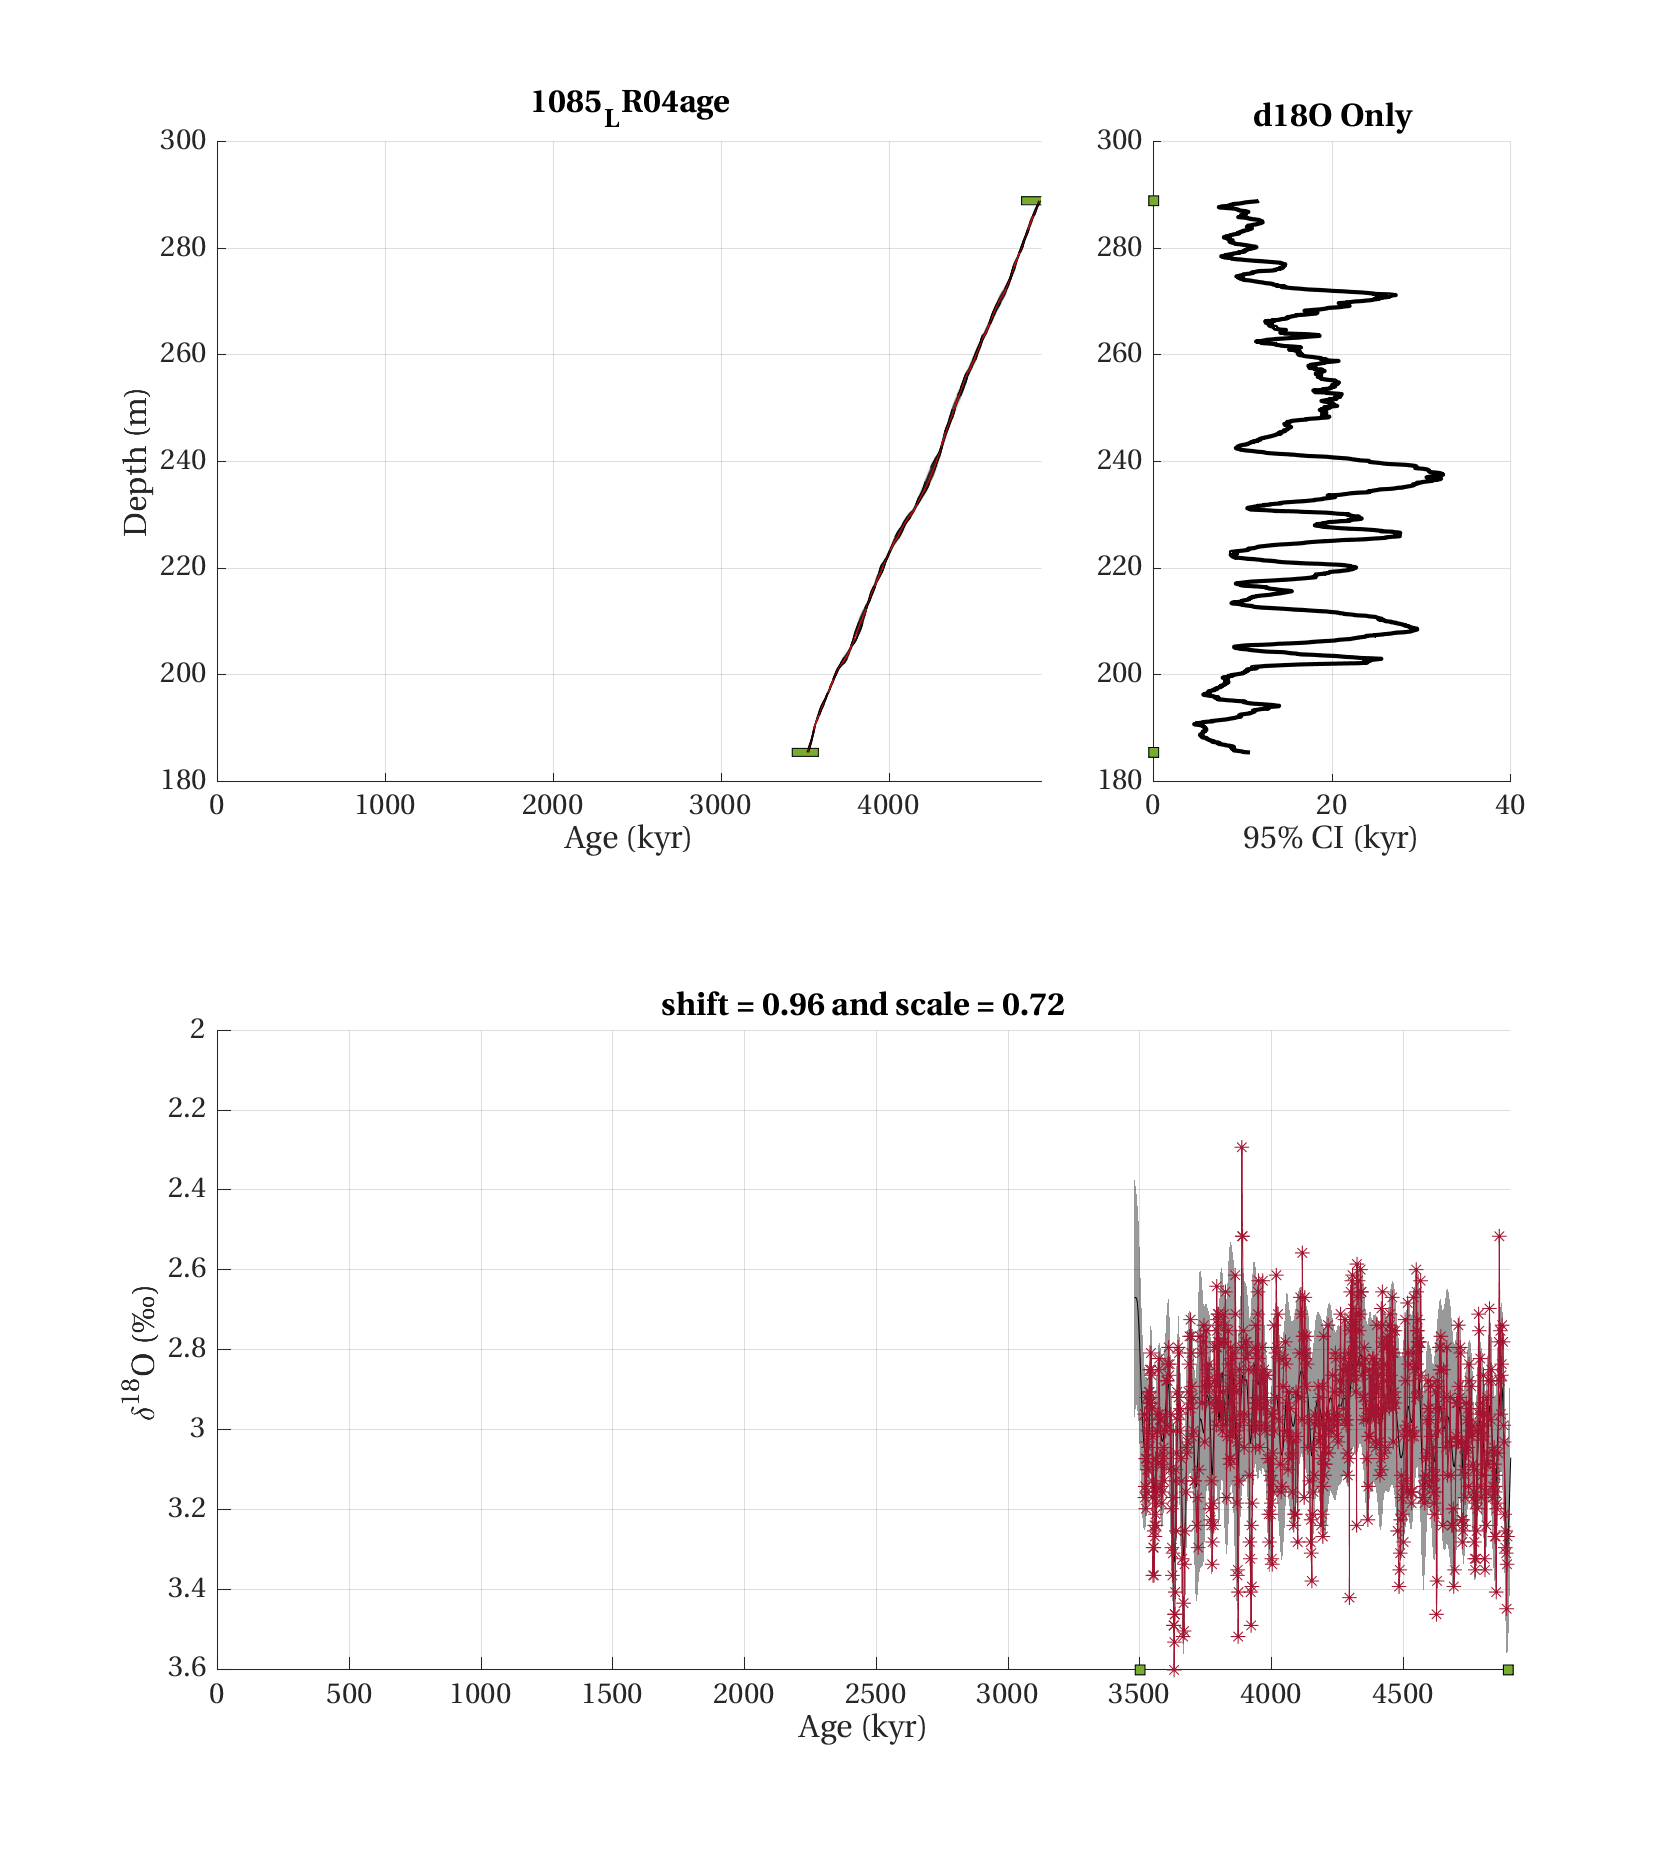 1085LR04age
d18O Only
300
280
260
240
220
200
180
Depth (m)
0 1000 2000 3000 4000
Age (kyr)
300
280
260
240
220
200
180
0 20 40
95% CI (kyr)
shift = 0.96 and scale = 0.72
2
2.2
2.4
2.6
2.8
3
3.2
3.4
3.6
δ18O (‰)
0 500 1000 1500 2000 2500 3000 3500 4000 4500
Age (kyr)